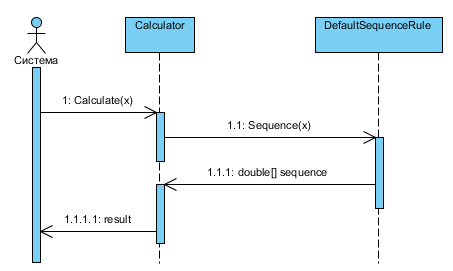 Calculator
DefaultSequenceRule
Система
1: Calculate(x)
1.1: Sequence(x)
1.1.1: double[] sequence
1.1.1.1: result